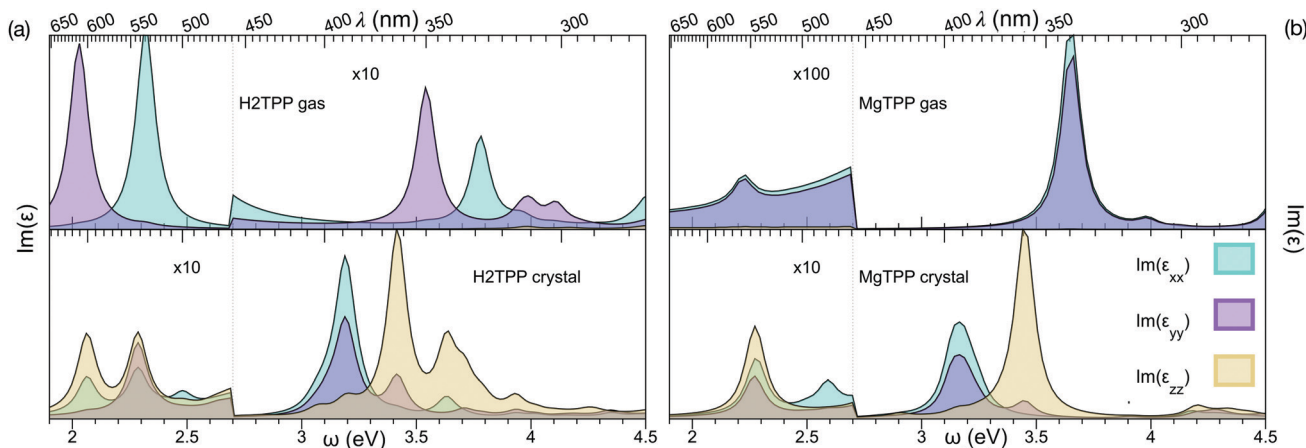 (a)
650 600 550 500 450 400 λ (nm) 350 300
x10
H2TPP gas
Im(ε)
x10
H2TPP crystal
2 2.5 3 ω (eV) 3.5 4 4.5
(b)
650 600 550 500 450 400 λ (nm) 350 300
x100
MgTPP gas
Im(ε)
x10
MgTPP crystal
Im(ε_xx)
Im(ε_yy)
Im(ε_zz)
2 2.5 3 ω (eV) 3.5 4 4.5